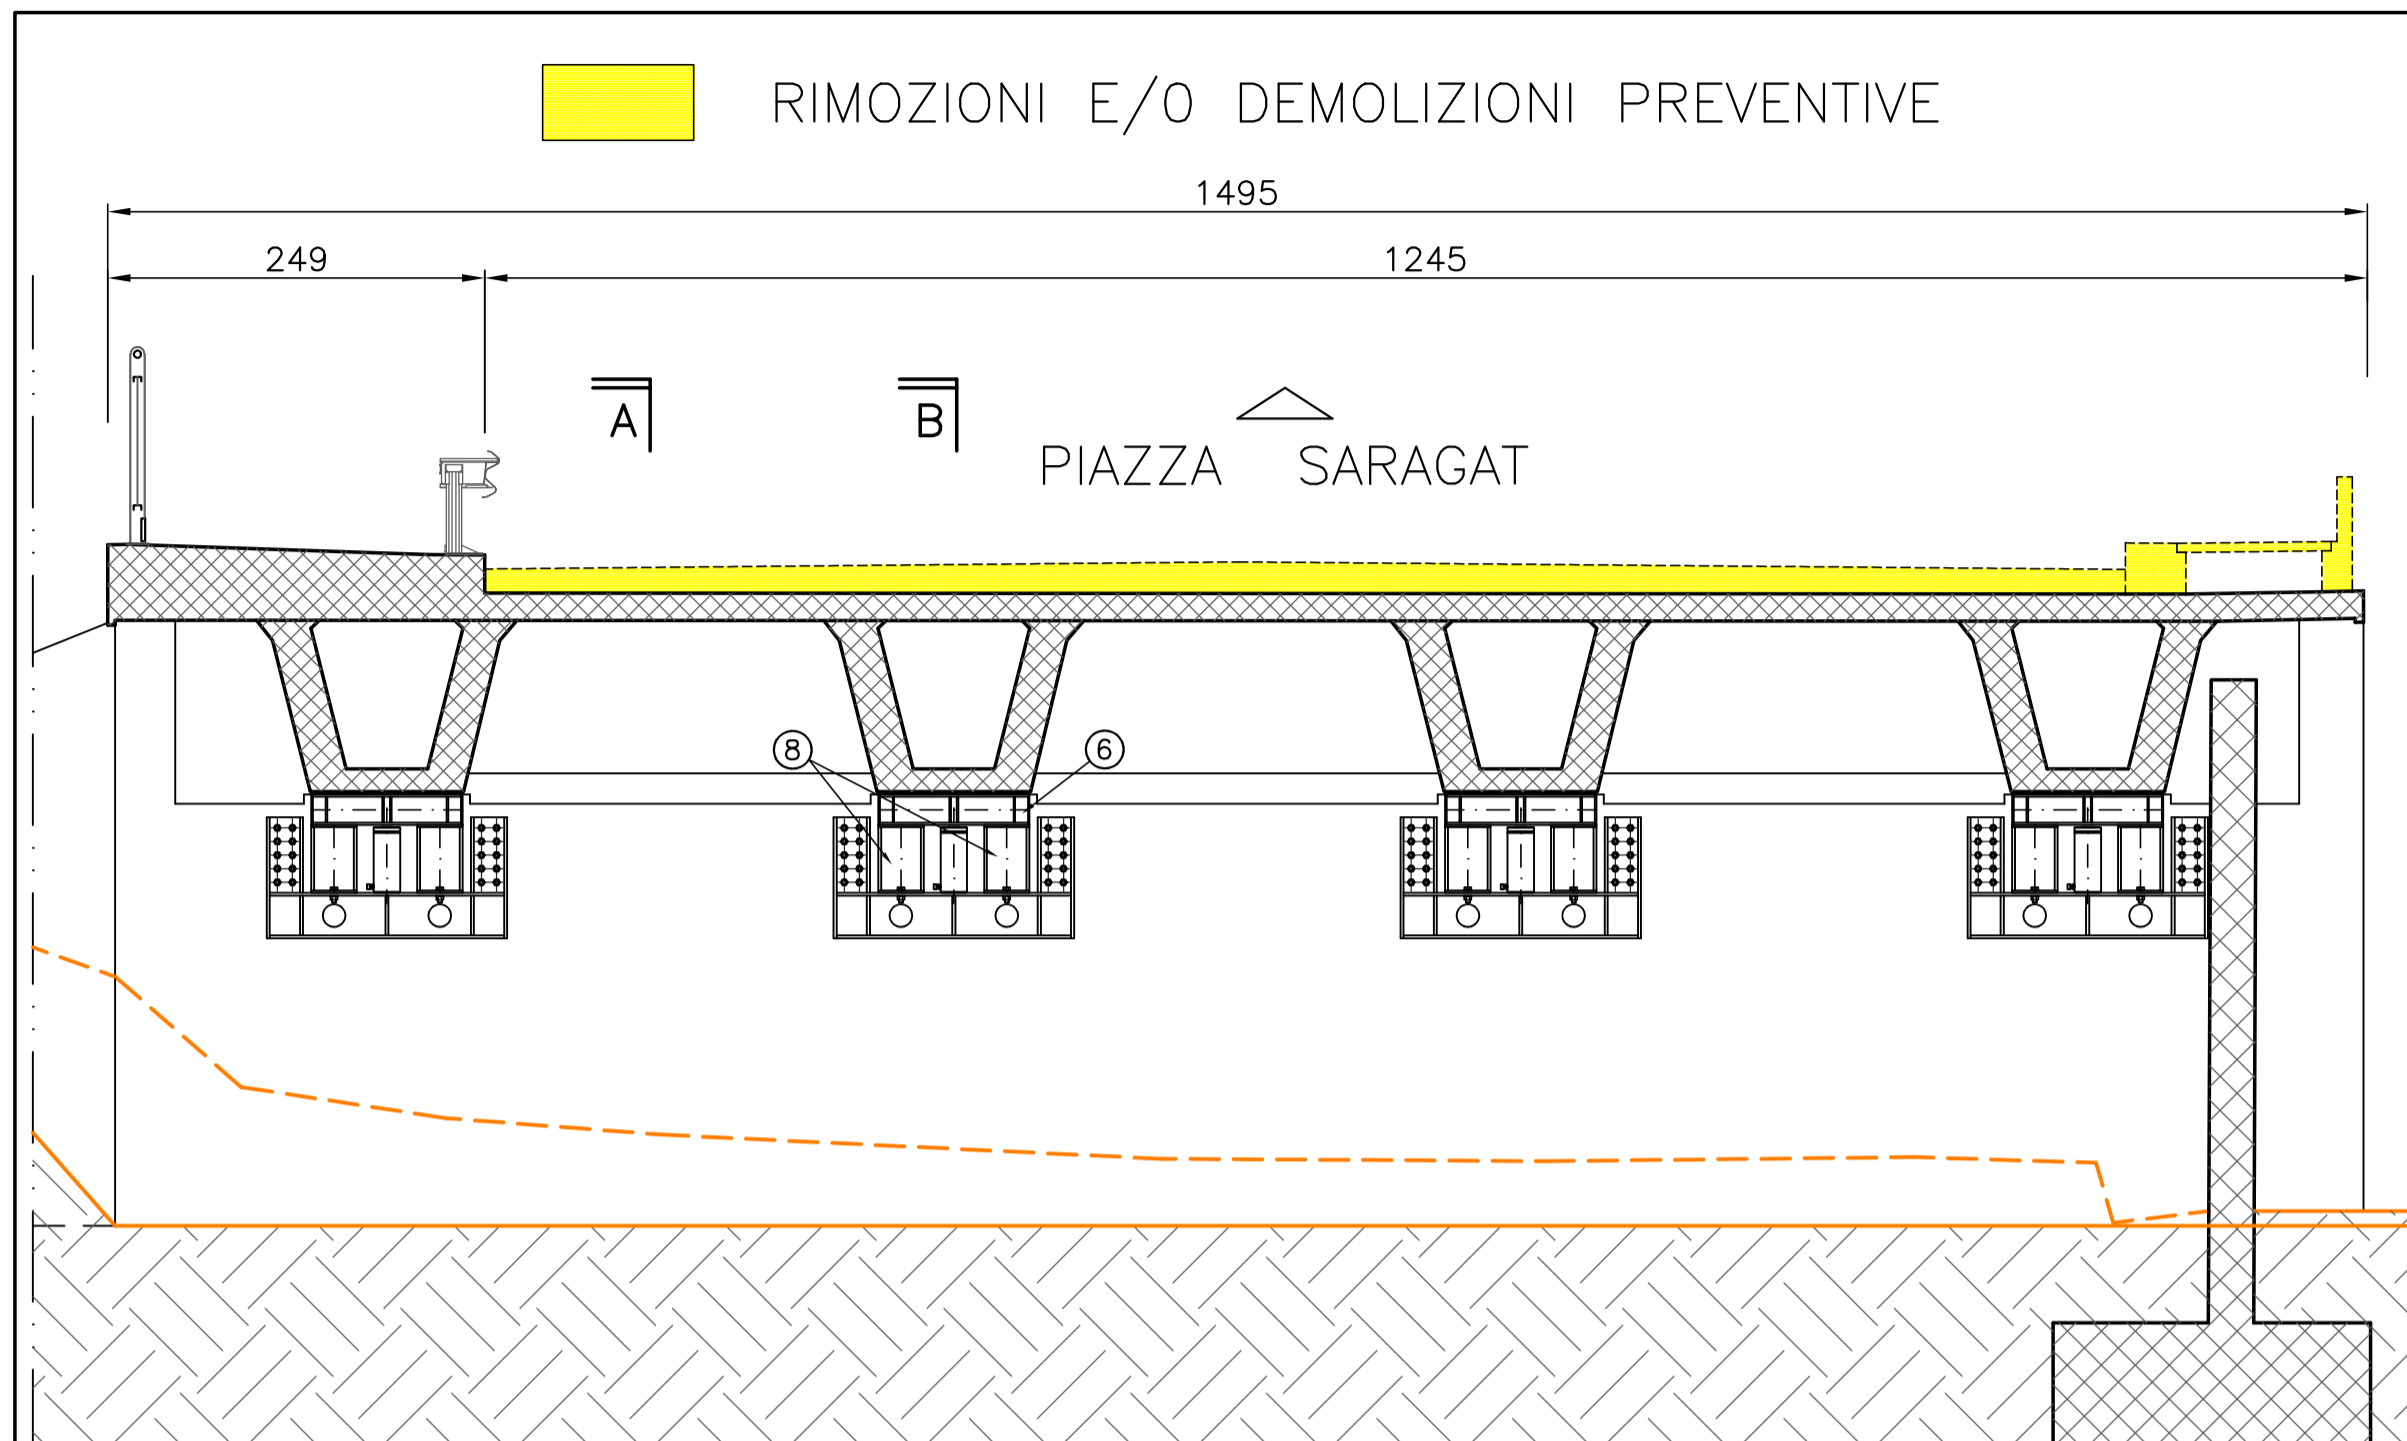 RIMOZIONI E/O DEMOLIZIONI PREVENTIVE
1495
249
1245
A
B
PIAZZA SARAGAT
8
6